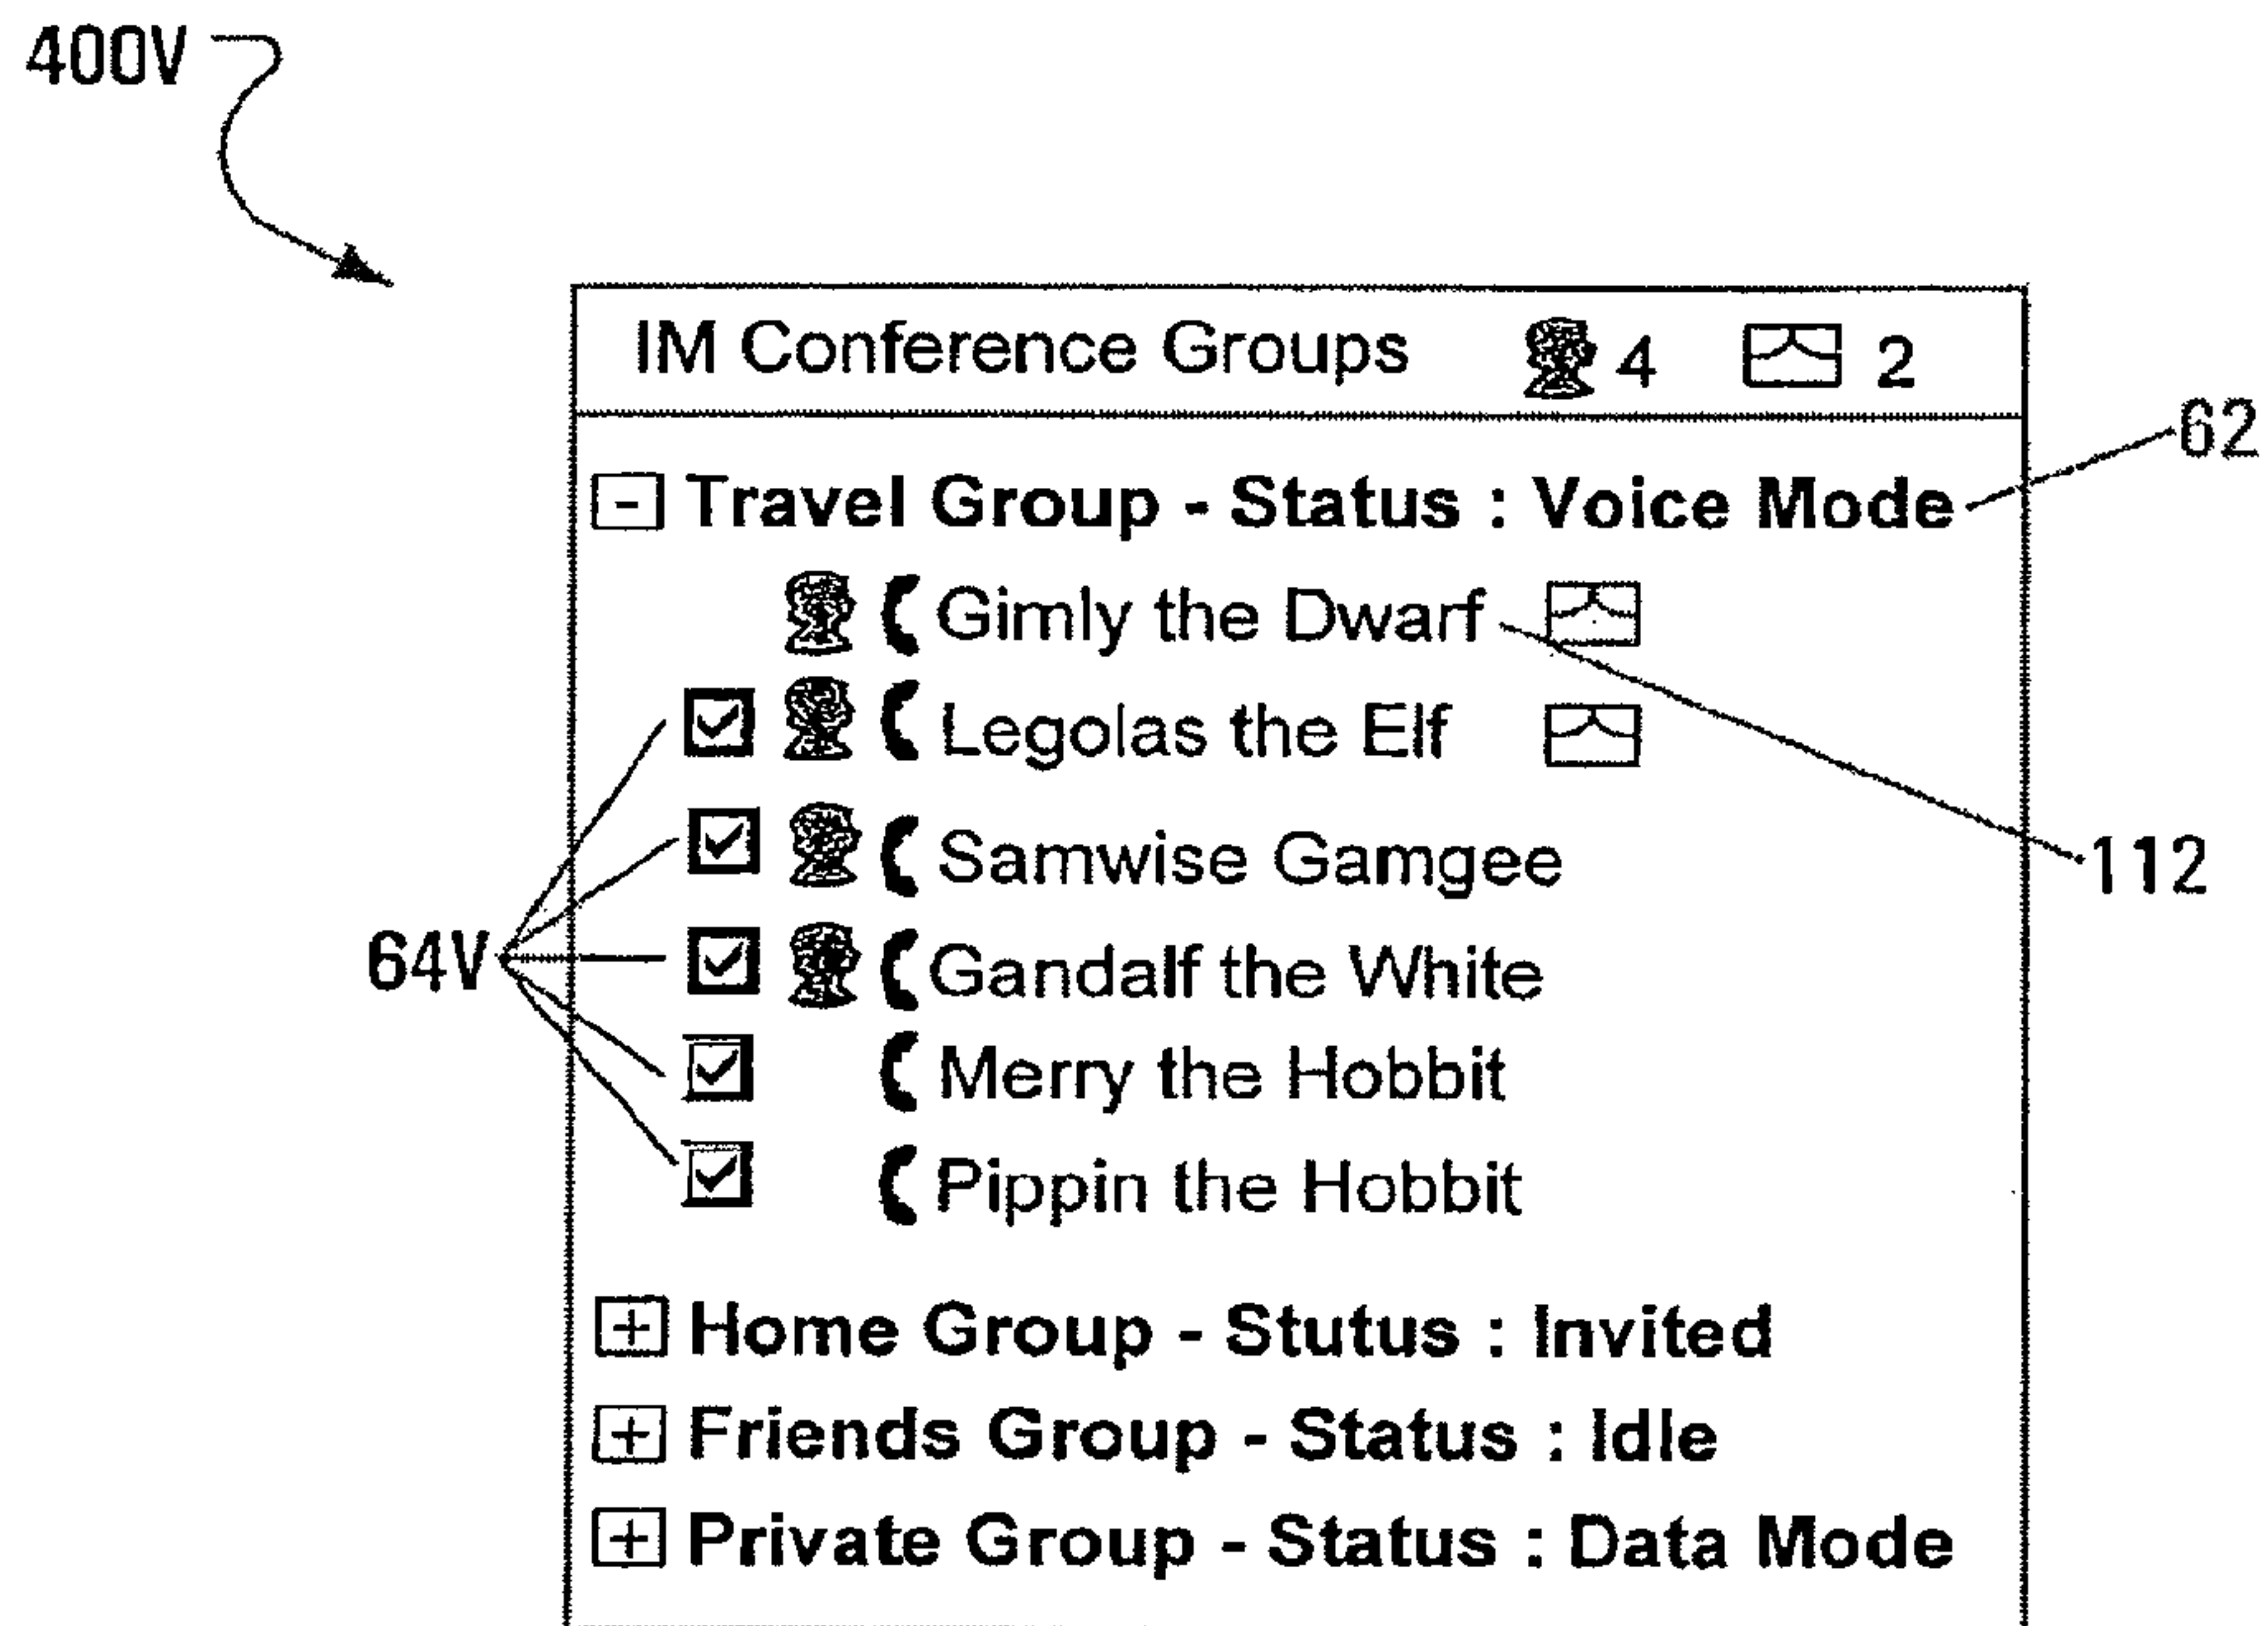 400V
IM Conference Groups 4 2
62
- Travel Group - Status : Voice Mode
Gimly the Dwarf
Legolas the Elf
Samwise Gamgee
112
64V
Gandalf the White
Merry the Hobbit
Pippin the Hobbit
+ Home Group - Stutus : Invited
+ Friends Group - Status : Idle
+ Private Group - Status : Data Mode